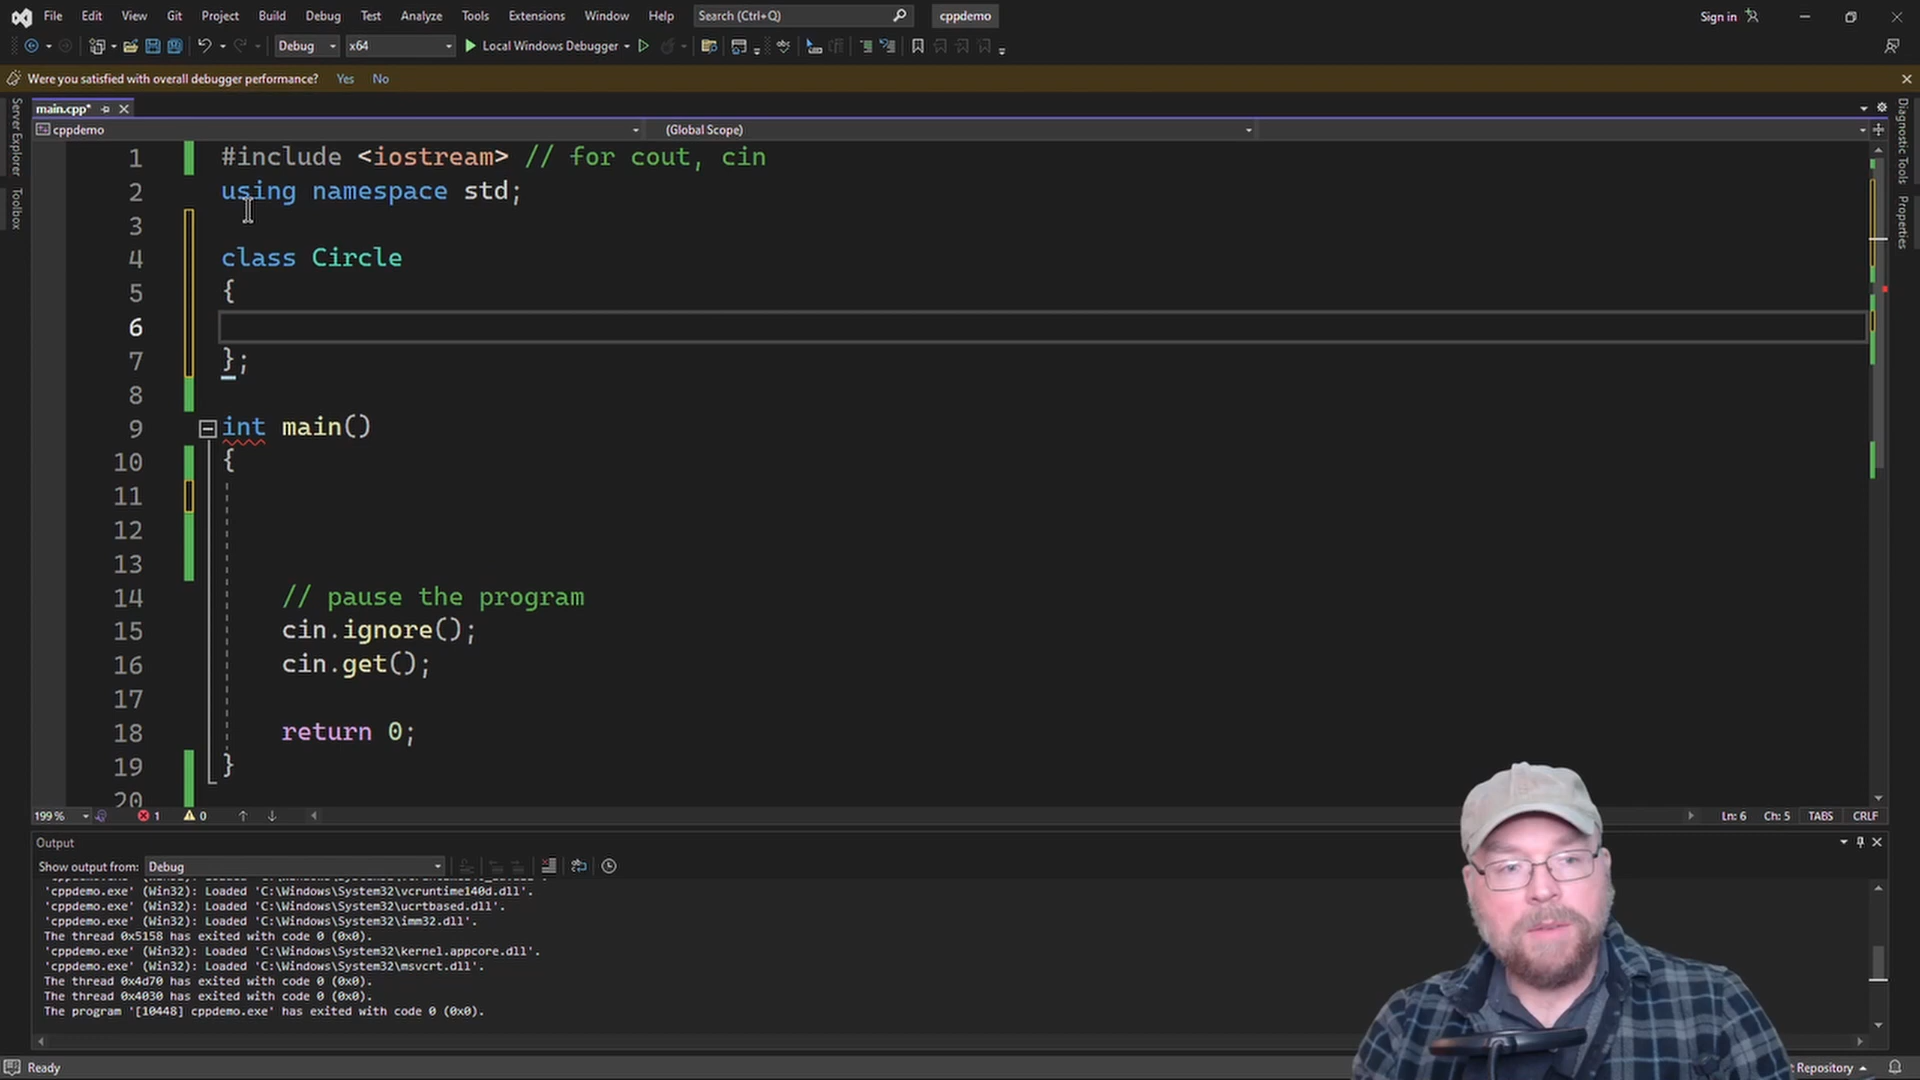 File Edit View Git Project Build Debug Test Analyze Tools Extensions Window Help Search (Ctrl+Q) cppdemo Sign in
Debug x64 Local Windows Debugger
Were you satisfied with overall debugger performance? Yes No
main.cpp*
cppdemo (Global Scope)
Server Explorer
Toolbox
Diagnostic Tools
Properties
1 #include <iostream> // for cout, cin
2 using namespace std;
3
4 class Circle
5 {
6
7 };
8
9 int main()
10 {
11
12
13
14 // pause the program
15 cin.ignore();
16 cin.get();
17
18 return 0;
19 }
20
199 % 1 0 Ln: 6 Ch: 5 TABS CRLF
Output
Show output from: Debug
'cppdemo.exe' (Win32): Loaded 'C:\Windows\System32\vcruntime140d.dll'.
'cppdemo.exe' (Win32): Loaded 'C:\Windows\System32\ucrtbased.dll'.
'cppdemo.exe' (Win32): Loaded 'C:\Windows\System32\imm32.dll'.
The thread 0x5158 has exited with code 0 (0x0).
'cppdemo.exe' (Win32): Loaded 'C:\Windows\System32\kernel.appcore.dll'.
'cppdemo.exe' (Win32): Loaded 'C:\Windows\System32\msvcrt.dll'.
The thread 0x4d70 has exited with code 0 (0x0).
The thread 0x4030 has exited with code 0 (0x0).
The program '[10448] cppdemo.exe' has exited with code 0 (0x0).
Ready Repository